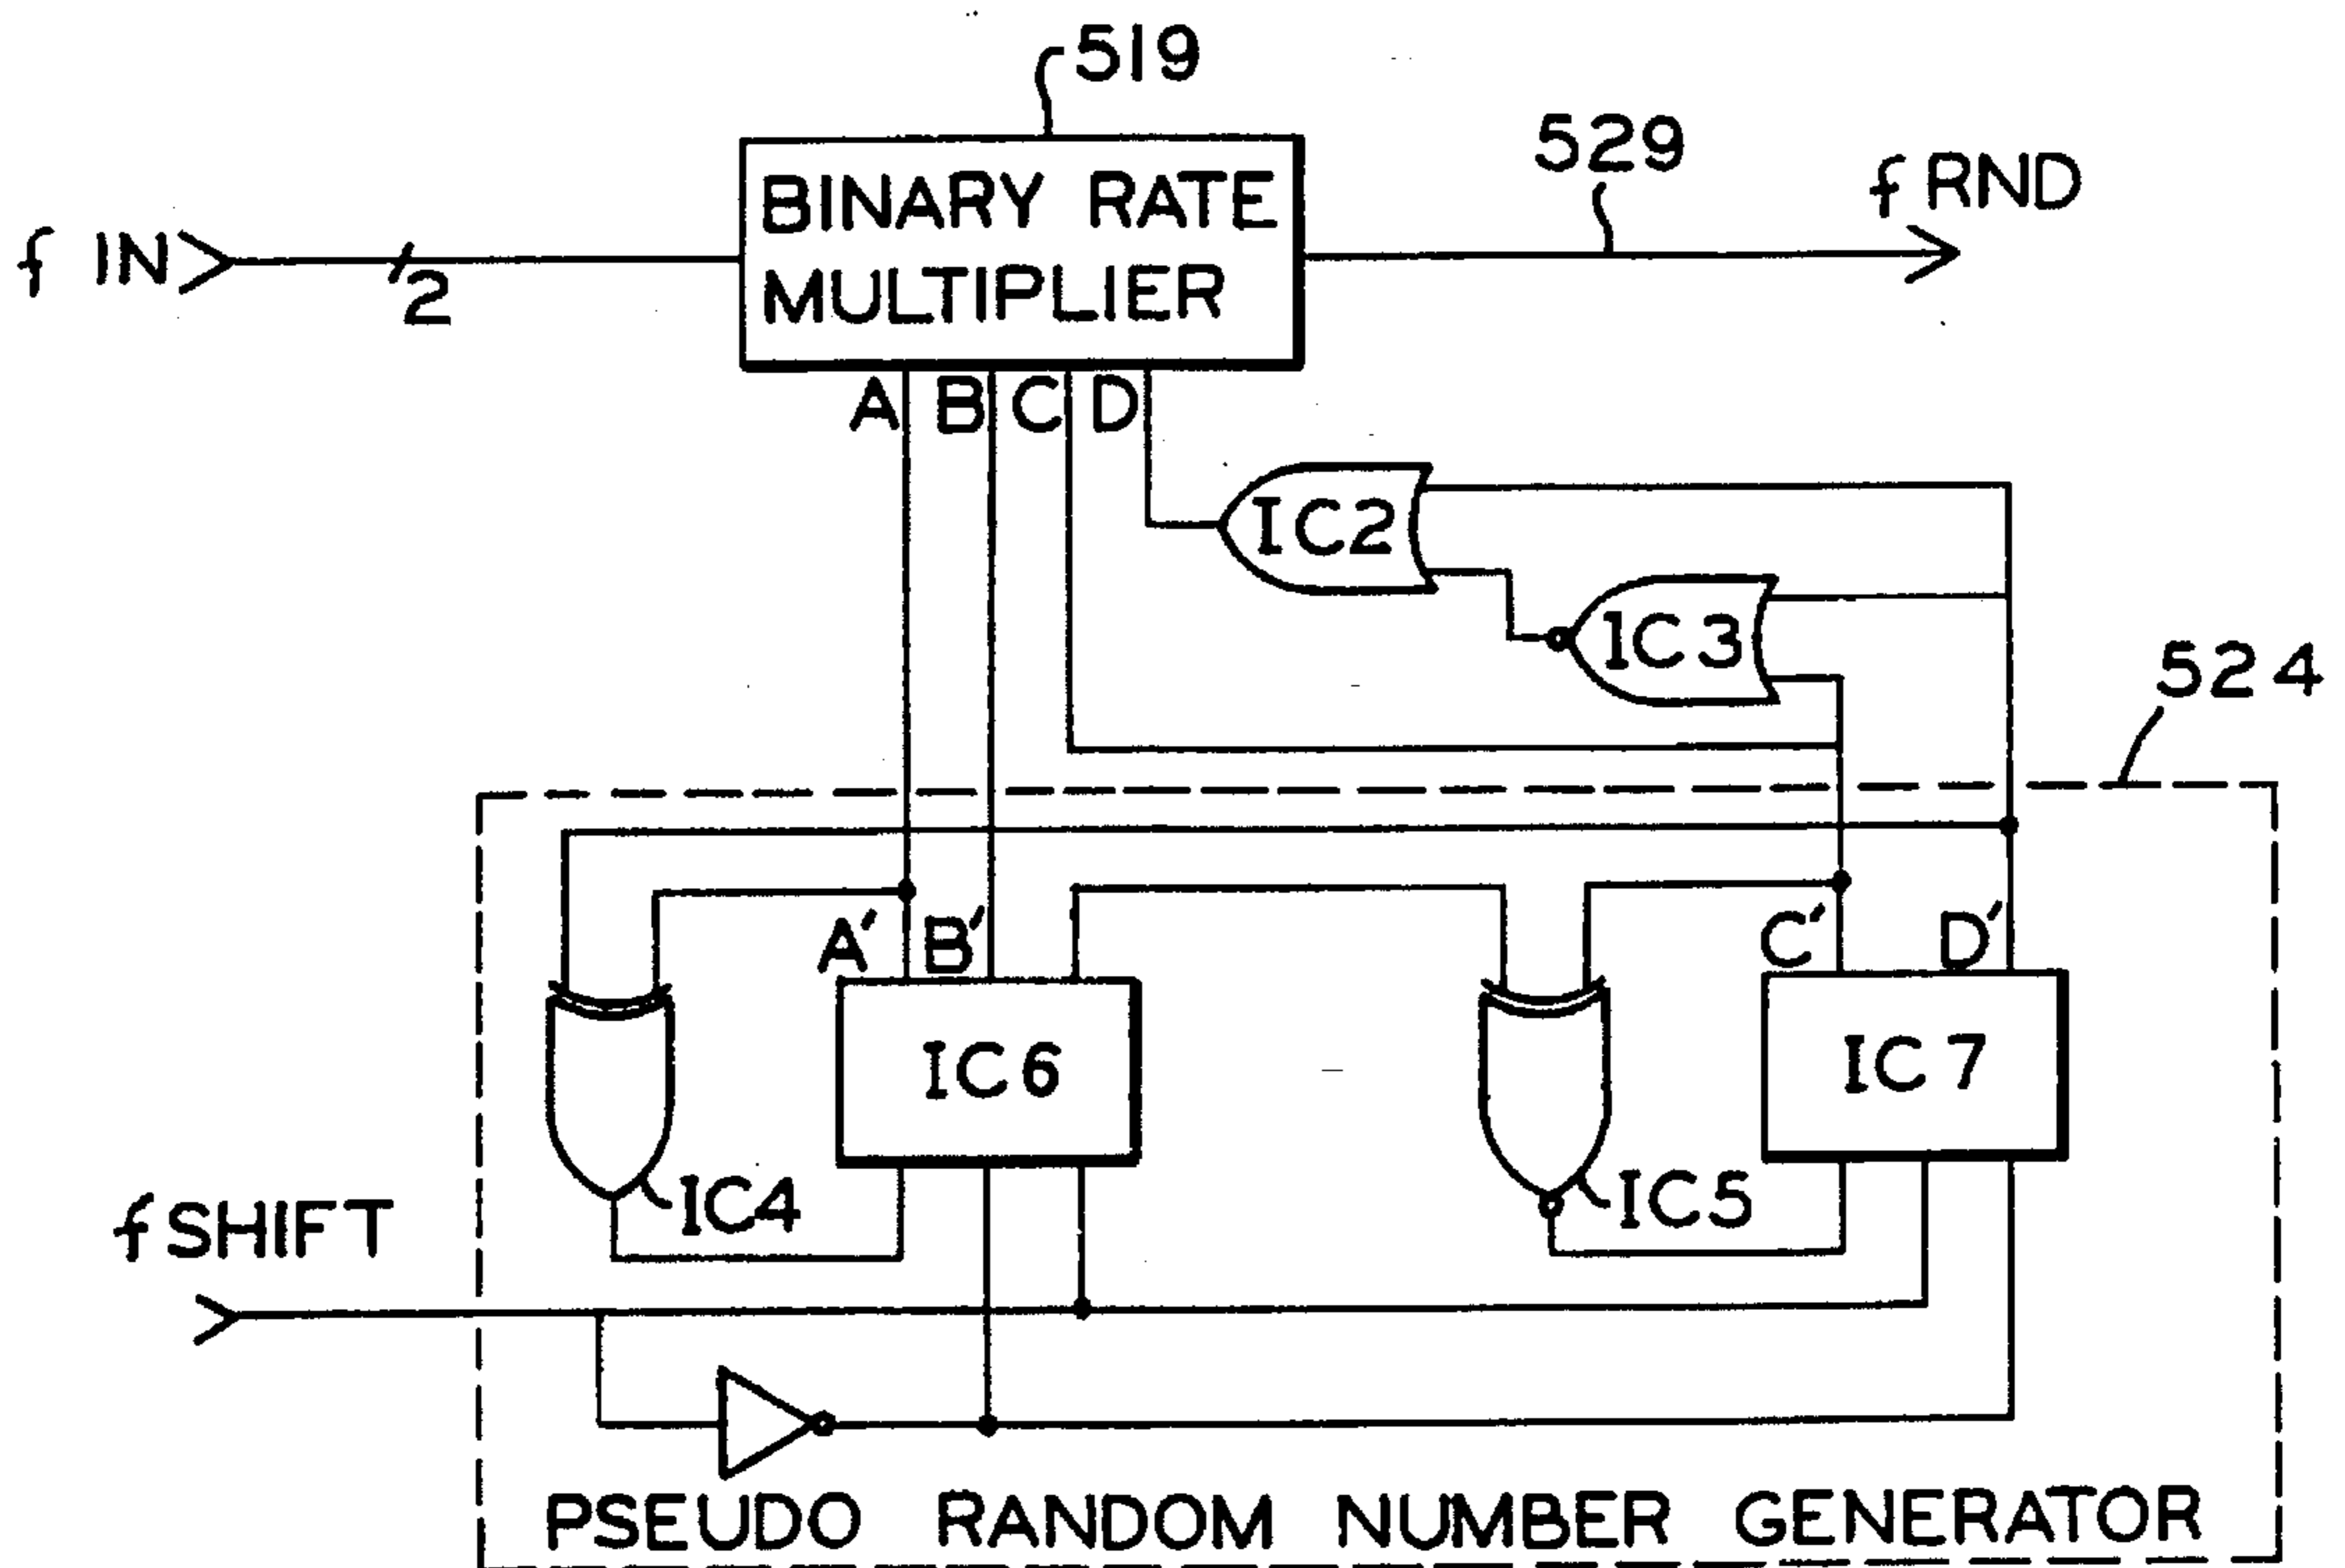 519
529
f RND
f IN
2
BINARY RATE
MULTIPLIER
A B C D
IC2
IC3
524
A' B' C' D'
IC6
IC7
IC4
IC5
f SHIFT
PSEUDO RANDOM NUMBER GENERATOR